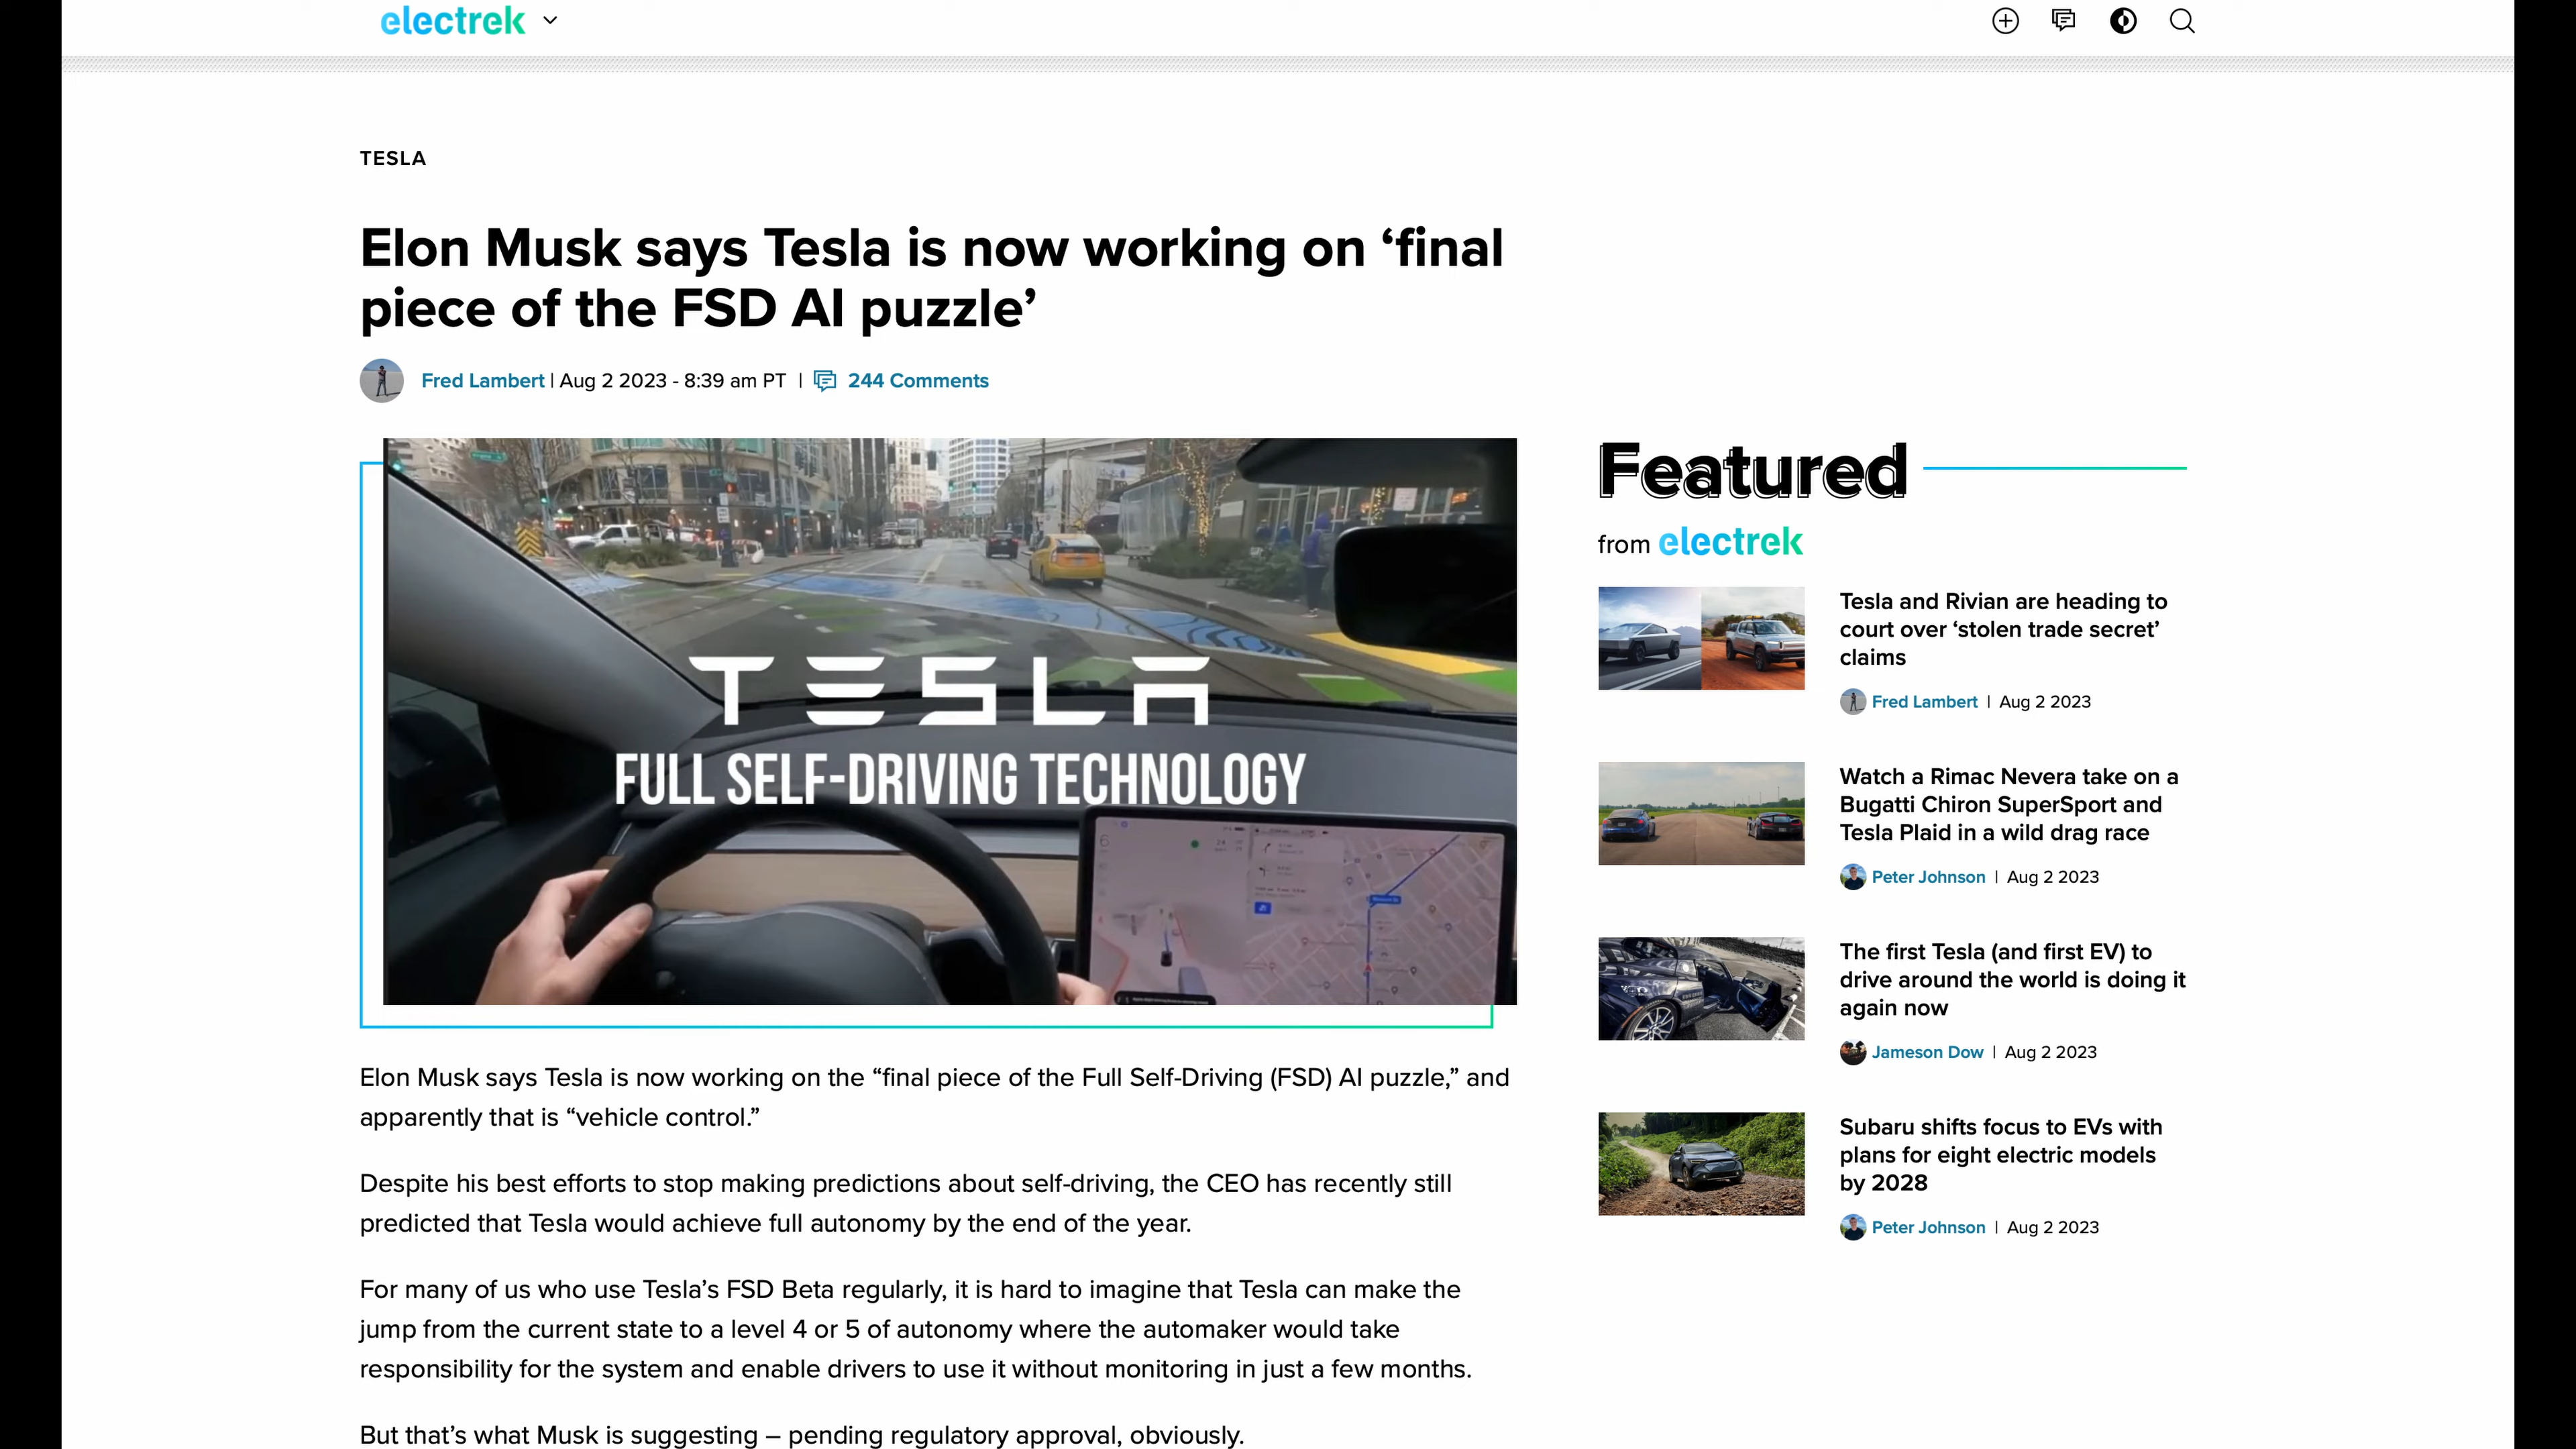 electrek
TESLA
Elon Musk says Tesla is now working on ‘final
piece of the FSD AI puzzle’
Fred Lambert | Aug 2 2023 - 8:39 am PT | 244 Comments
TESLA
FULL SELF-DRIVING TECHNOLOGY
Elon Musk says Tesla is now working on the “final piece of the Full Self-Driving (FSD) AI puzzle,” and
apparently that is “vehicle control.”
Despite his best efforts to stop making predictions about self-driving, the CEO has recently still
predicted that Tesla would achieve full autonomy by the end of the year.
For many of us who use Tesla’s FSD Beta regularly, it is hard to imagine that Tesla can make the
jump from the current state to a level 4 or 5 of autonomy where the automaker would take
responsibility for the system and enable drivers to use it without monitoring in just a few months.
But that’s what Musk is suggesting – pending regulatory approval, obviously.
Featured
from electrek
Tesla and Rivian are heading to
court over ‘stolen trade secret’
claims
Fred Lambert | Aug 2 2023
Watch a Rimac Nevera take on a
Bugatti Chiron SuperSport and
Tesla Plaid in a wild drag race
Peter Johnson | Aug 2 2023
The first Tesla (and first EV) to
drive around the world is doing it
again now
Jameson Dow | Aug 2 2023
Subaru shifts focus to EVs with
plans for eight electric models
by 2028
Peter Johnson | Aug 2 2023